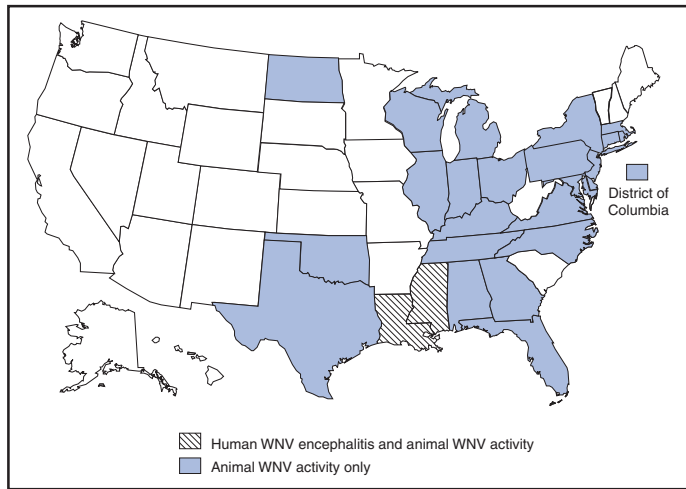 District of
Columbia
Human WNV encephalitis and animal WNV activity
Animal WNV activity only